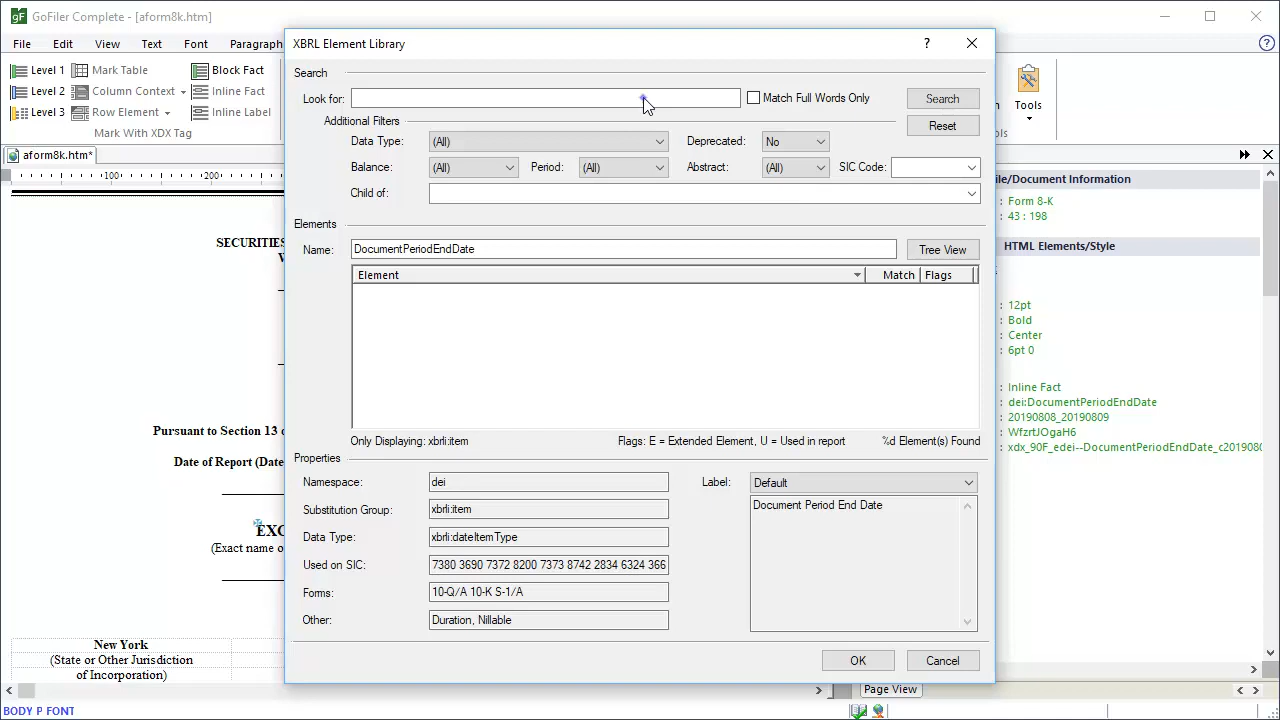 GoFiler Complete - [aform8k.htm]
File Edit View Text Font Paragraph
Level 1 Mark Table Block Fact
Level 2 Column Context Inline Fact
Level 3 Row Element Inline Label
Mark With XDX Tag
Tools
aform8k.htm*
100 200
SECURITIES
Pursuant to Section 13
Date of Report (Date
EXC
(Exact name o
New York
(State or Other Jurisdiction
of Incorporation)
BODY P FONT
XBRL Element Library
Search
Look for: Match Full Words Only Search
Additional Filters Reset
Data Type: (All) Deprecated: No
Balance: (All) Period: (All) Abstract: (All) SIC Code:
Child of:
Elements
Name: DocumentPeriodEndDate Tree View
Element Match Flags
Only Displaying: xbrli:item Flags: E = Extended Element, U = Used in report %d Element(s) Found
Properties
Namespace: dei Label: Default
Substitution Group: xbrli:item Document Period End Date
Data Type: xbrli:dateItemType
Used on SIC: 7380 3690 7372 8200 7373 8742 2834 6324 366
Forms: 10-Q/A 10-K S-1/A
Other: Duration, Nillable
OK Cancel
ile/Document Information
: Form 8-K
: 43 : 198
HTML Elements/Style
: 12pt
: Bold
: Center
: 6pt 0
: Inline Fact
: dei:DocumentPeriodEndDate
: 20190808_20190809
: WfzrtJOgaH6
: xdx_90F_edei--DocumentPeriodEndDate_c2019080
Page View